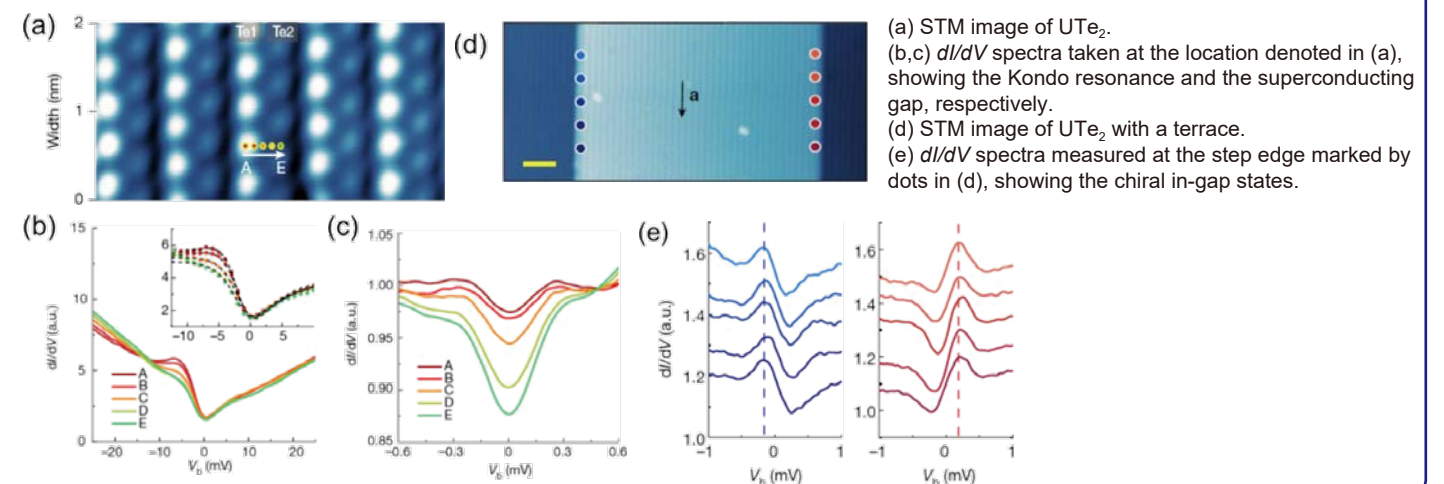 (a)
2
1
0
Width (nm)
Te1 Te2
A E
(d)
a
(a) STM image of UTe₂.
(b,c) dI/dV spectra taken at the location denoted in (a),
showing the Kondo resonance and the superconducting
gap, respectively.
(d) STM image of UTe₂ with a terrace.
(e) dI/dV spectra measured at the step edge marked by
dots in (d), showing the chiral in-gap states.
(b)
15
10
5
0
dI/dV (a.u.)
6
4
2
−10 −5 0 5
A
B
C
D
E
−20 −10 0 10 20
V_b (mV)
(c)
1.05
1.00
0.95
0.90
0.85
dI/dV (a.u.)
A
B
C
D
E
−0.6 −0.3 0 0.3 0.6
V_b (mV)
(e)
1.6
1.4
1.2
1.0
dI/dV (a.u.)
−1 0 1
V_b (mV)
1.6
1.4
1.2
1.0
−1 0 1
V_b (mV)